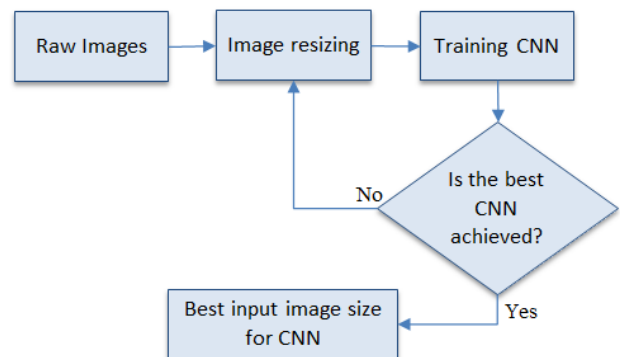 Raw Images
Image resizing
Training CNN
Is the best
CNN
achieved?
No
Yes
Best input image size
for CNN